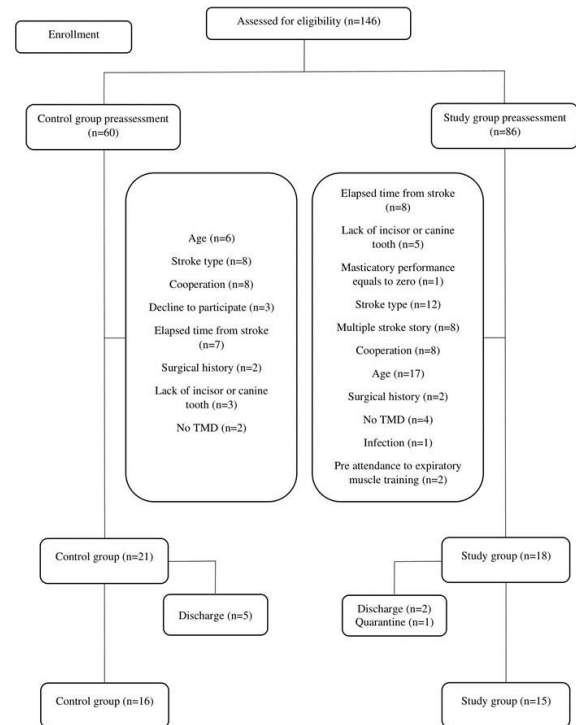 Assessed for eligibility (n=146)
Enrollment
Control group preassessment
(n=60)
Study group preassessment
(n=86)
Age (n=6)
Stroke type (n=8)
Cooperation (n=8)
Decline to participate (n=3)
Elapsed time from stroke
(n=7)
Surgical history (n=2)
Lack of incisor or canine
tooth (n=3)
No TMD (n=2)
Elapsed time from stroke
(n=8)
Lack of incisor or canine
tooth (n=5)
Masticatory performance
equals to zero (n=1)
Stroke type (n=12)
Multiple stroke story (n=8)
Cooperation (n=8)
Age (n=17)
Surgical history (n=2)
No TMD (n=4)
Infection (n=1)
Pre attendance to expiratory
muscle training (n=2)
Control group (n=21)
Study group (n=18)
Discharge (n=5)
Discharge (n=2)
Quarantine (n=1)
Control group (n=16)
Study group (n=15)